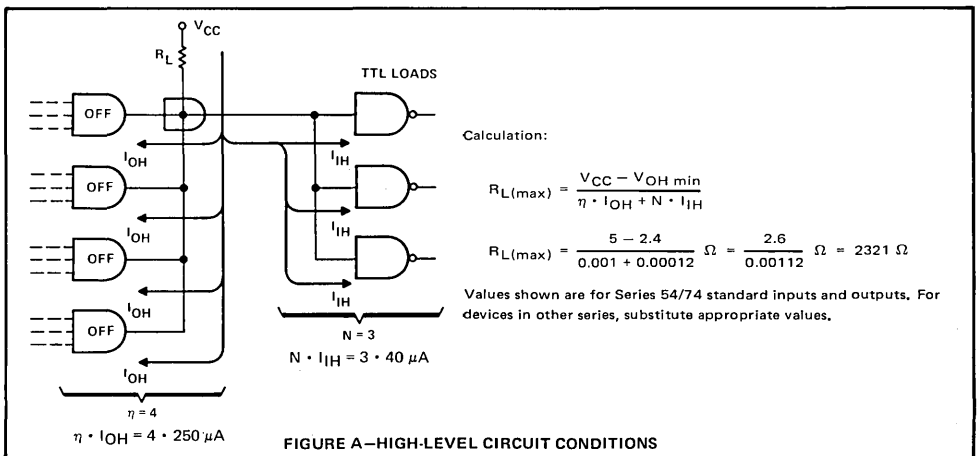 V_CC
R_L
TTL LOADS
OFF
I_OH
I_IH
OFF
I_OH
I_IH
OFF
I_OH
I_IH
OFF
I_OH
η = 4
η · I_OH = 4 · 250 μA
N = 3
N · I_IH = 3 · 40 μA
Calculation:
R_L(max) = (V_CC − V_OH min) / (η · I_OH + N · I_IH)
R_L(max) = (5 − 2.4) / (0.001 + 0.00012) Ω = 2.6 / 0.00112 Ω = 2321 Ω
Values shown are for Series 54/74 standard inputs and outputs. For
devices in other series, substitute appropriate values.
FIGURE A—HIGH-LEVEL CIRCUIT CONDITIONS